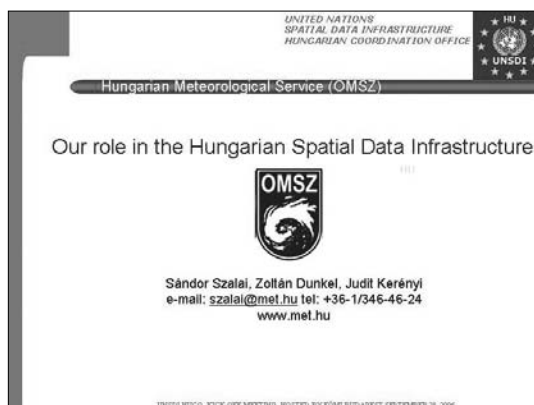 UNITED NATIONS
SPATIAL DATA INFRASTRUCTURE
HUNGARIAN COORDINATION OFFICE
HU
UNSDI
Hungarian Meteorological Service (OMSZ)
Our role in the Hungarian Spatial Data Infrastructure
HU
OMSZ
Sándor Szalai, Zoltán Dunkel, Judit Kerényi
e-mail: szalai@met.hu tel: +36-1/346-46-24
www.met.hu